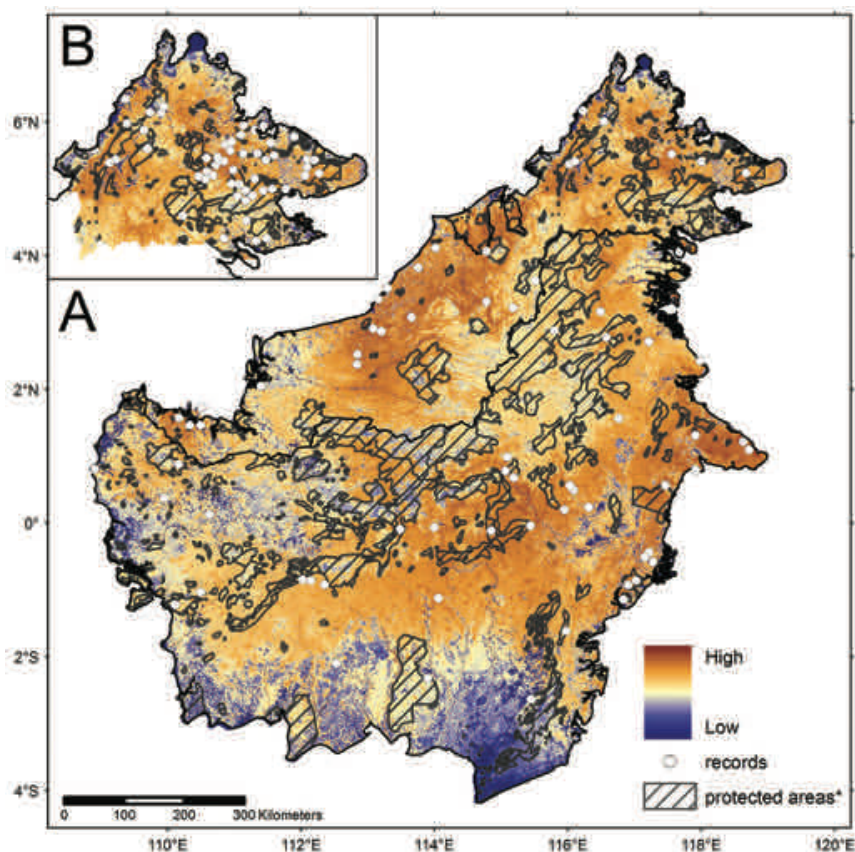 B
A
6°N
4°N
2°N
0°
2°S
4°S
High
Low
records
protected areas*
0 100 200 300 Kilometers
110°E 112°E 114°E 116°E 118°E 120°E